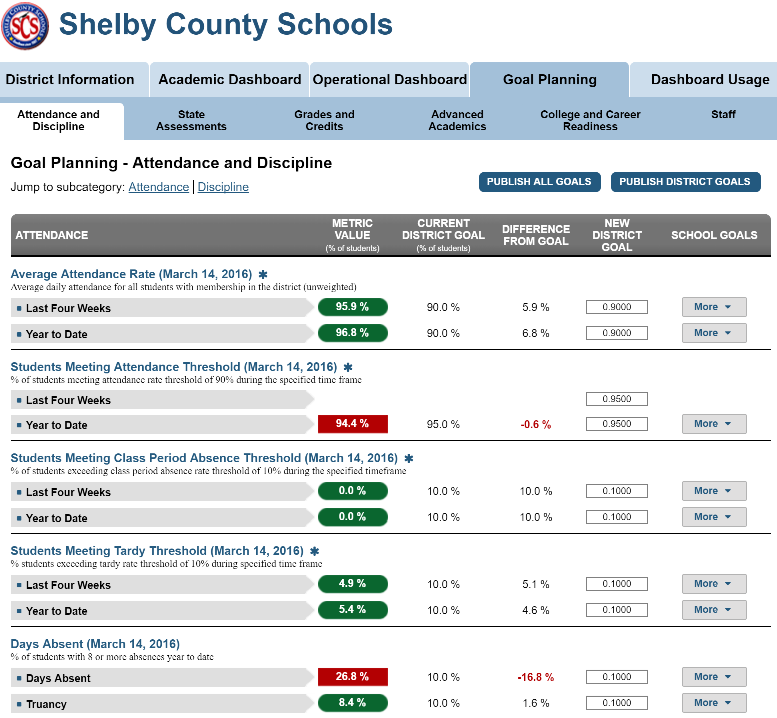 SHELBY COUNTY SCHOOLS
SCS
Shelby County Schools
District Information Academic Dashboard Operational Dashboard Goal Planning Dashboard Usage
Attendance and Discipline State Assessments Grades and Credits Advanced Academics College and Career Readiness Staff
Goal Planning - Attendance and Discipline
Jump to subcategory: Attendance | Discipline
PUBLISH ALL GOALS PUBLISH DISTRICT GOALS
ATTENDANCE METRIC VALUE (% of students) CURRENT DISTRICT GOAL (% of students) DIFFERENCE FROM GOAL NEW DISTRICT GOAL SCHOOL GOALS
Average Attendance Rate (March 14, 2016) ✱
Average daily attendance for all students with membership in the district (unweighted)
Last Four Weeks 95.9 % 90.0 % 5.9 % 0.9000 More
Year to Date 96.8 % 90.0 % 6.8 % 0.9000 More
Students Meeting Attendance Threshold (March 14, 2016) ✱
% of students meeting attendance rate threshold of 90% during the specified time frame
Last Four Weeks 0.9500
Year to Date 94.4 % 95.0 % -0.6 % 0.9500 More
Students Meeting Class Period Absence Threshold (March 14, 2016) ✱
% of students exceeding class period absence rate threshold of 10% during the specified timeframe
Last Four Weeks 0.0 % 10.0 % 10.0 % 0.1000 More
Year to Date 0.0 % 10.0 % 10.0 % 0.1000 More
Students Meeting Tardy Threshold (March 14, 2016) ✱
% students exceeding tardy rate threshold of 10% during specified time frame
Last Four Weeks 4.9 % 10.0 % 5.1 % 0.1000 More
Year to Date 5.4 % 10.0 % 4.6 % 0.1000 More
Days Absent (March 14, 2016)
% of students with 8 or more absences year to date
Days Absent 26.8 % 10.0 % -16.8 % 0.1000 More
Truancy 8.4 % 10.0 % 1.6 % 0.1000 More